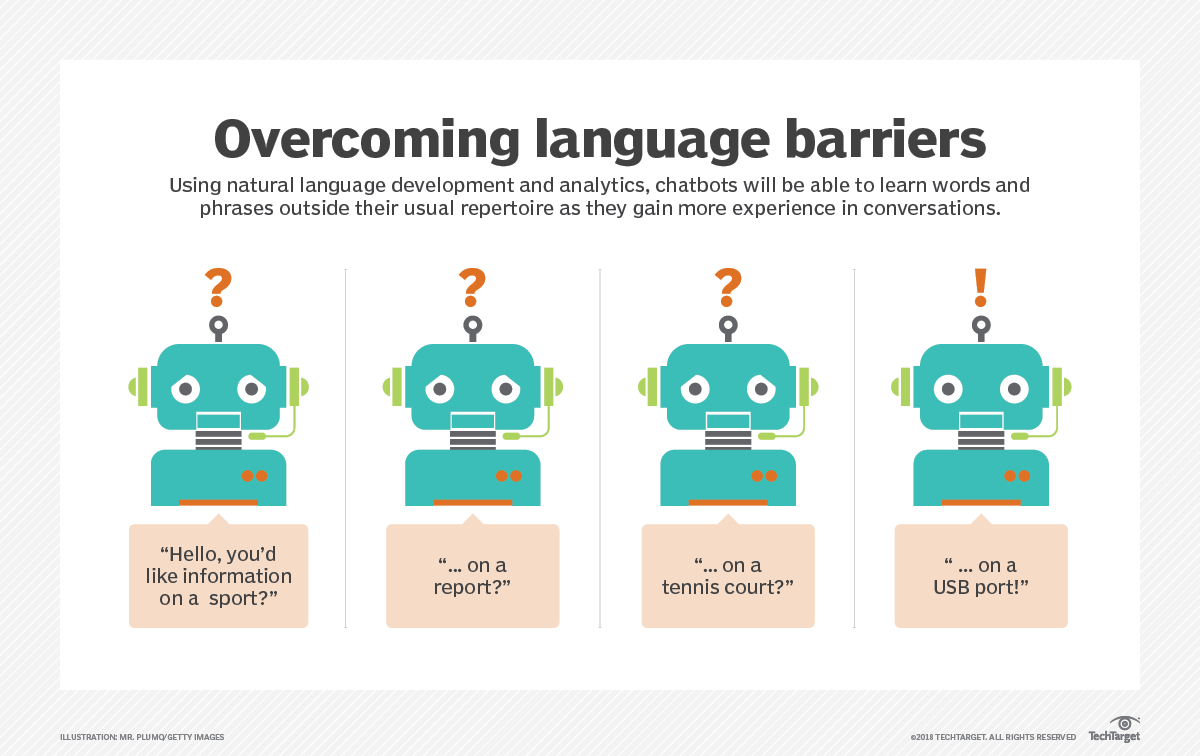 Overcoming language barriers
Using natural language development and analytics, chatbots will be able to learn words and
phrases outside their usual repertoire as they gain more experience in conversations.
?
?
?
!
“Hello, you’d
like information
on a sport?”
“... on a
report?”
“... on a
tennis court?”
“ ... on a
USB port!”
ILLUSTRATION: MR. PLUMO/GETTY IMAGES
©2018 TECHTARGET. ALL RIGHTS RESERVED
TechTarget